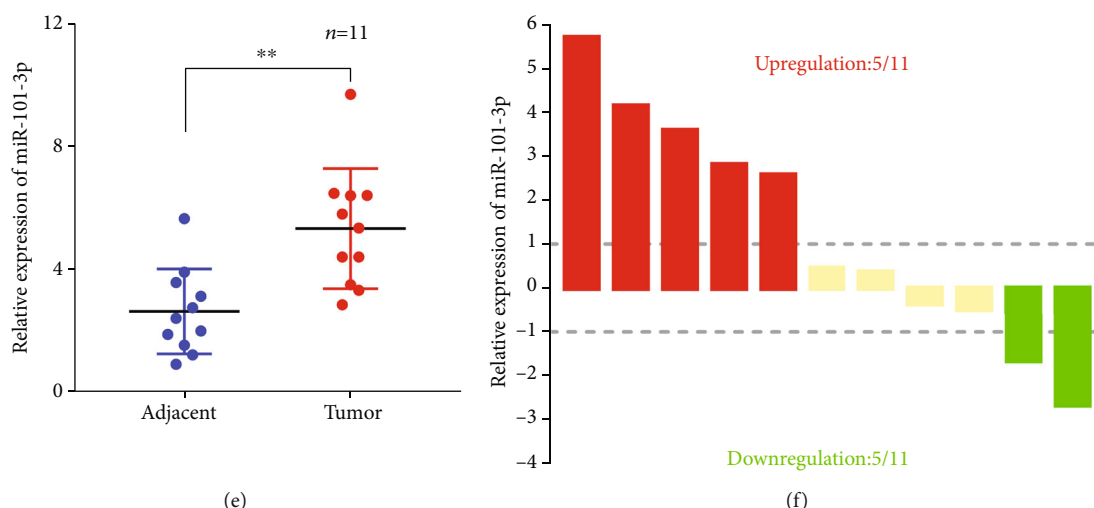 Relative expression of miR-101-3p
12
8
4
0
n=11
**
Adjacent
Tumor
(e)
Relative expression of miR-101-3p
6
5
4
3
2
1
0
–1
–2
–3
–4
Upregulation:5/11
Downregulation:5/11
(f)